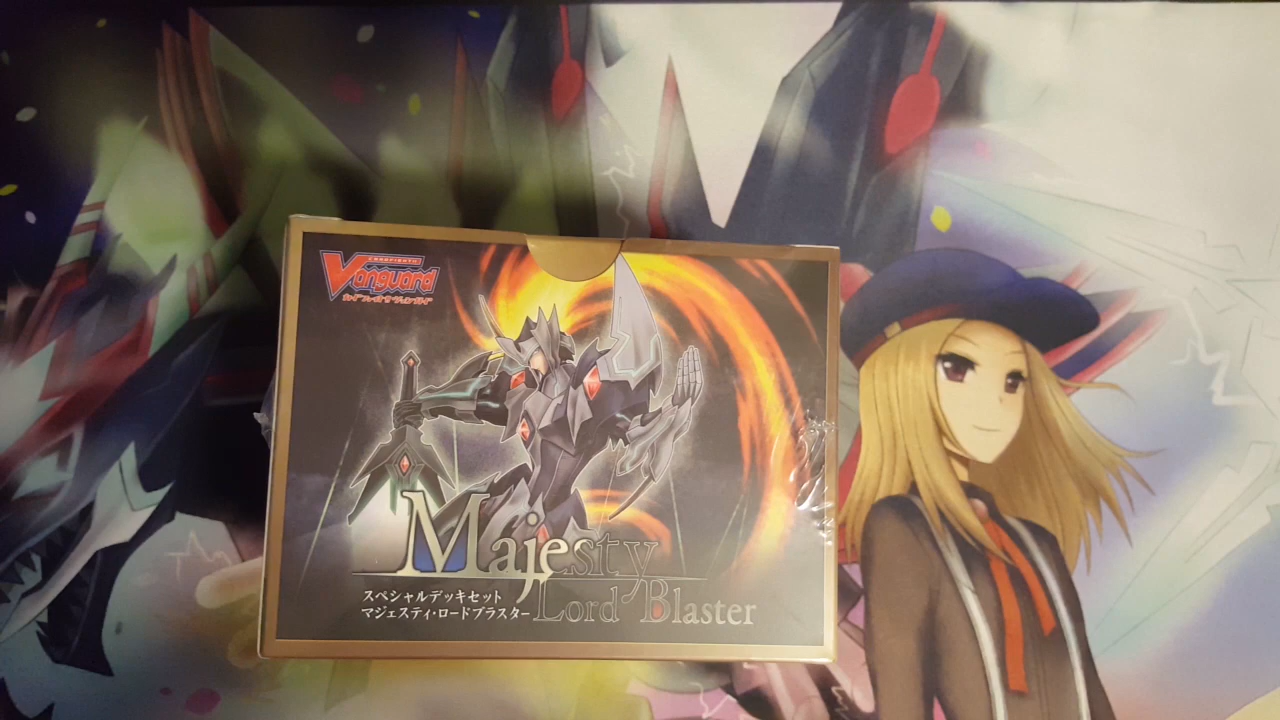 CARDFIGHT!!
Vanguard
カードファイト!! ヴァンガード
Majesty
Lord Blaster
スペシャルデッキセット
マジェスティ・ロードブラスター